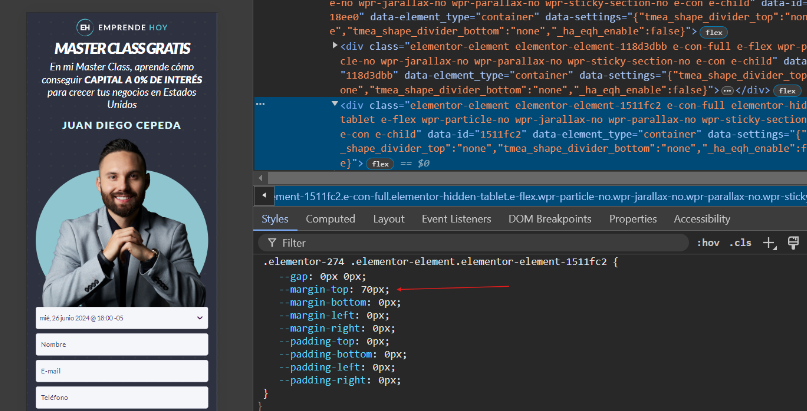 EH EMPRENDE HOY
MASTER CLASS GRATIS
En mi Master Class, aprende cómo
conseguir CAPITAL A 0% DE INTERÉS
para crecer tus negocios en Estados
Unidos
JUAN DIEGO CEPEDA
mié, 26 junio 2024 @ 18:00 -05
Nombre
E-mail
Teléfono
e-no wpr-jarallax-no wpr-parallax-no wpr-sticky-section-no e-con e-child" data-id=
18ee0" data-element_type="container" data-settings="{"tmea_shape_divider_top":"none
e","tmea_shape_divider_bottom":"none","_ha_eqh_enable":false}"> flex
<div class="elementor-element elementor-element-118d3dbb e-con-full e-flex wpr-p
cle-no wpr-jarallax-no wpr-parallax-no wpr-sticky-section-no e-con e-child" data
"118d3dbb" data-element_type="container" data-settings="{"tmea_shape_divider_top
one","tmea_shape_divider_bottom":"none","_ha_eqh_enable":false}"> ⋯ </div> flex
<div class="elementor-element elementor-element-1511fc2 e-con-full elementor-hid
tablet e-flex wpr-particle-no wpr-jarallax-no wpr-parallax-no wpr-sticky-section
e-con e-child" data-id="1511fc2" data-element_type="container" data-settings="{"
mea_shape_divider_top":"none","tmea_shape_divider_bottom":"none","_ha_eqh_enable
e}"> flex == $0
ement-1511fc2.e-con-full.elementor-hidden-tablet.e-flex.wpr-particle-no.wpr-jarallax-no.wpr-parallax-no.wpr-sticky
Styles Computed Layout Event Listeners DOM Breakpoints Properties Accessibility
Filter :hov .cls
.elementor-274 .elementor-element.elementor-element-1511fc2 {
--gap: 0px 0px;
--margin-top: 70px;
--margin-bottom: 0px;
--margin-left: 0px;
--margin-right: 0px;
--padding-top: 0px;
--padding-bottom: 0px;
--padding-left: 0px;
--padding-right: 0px;
}
}